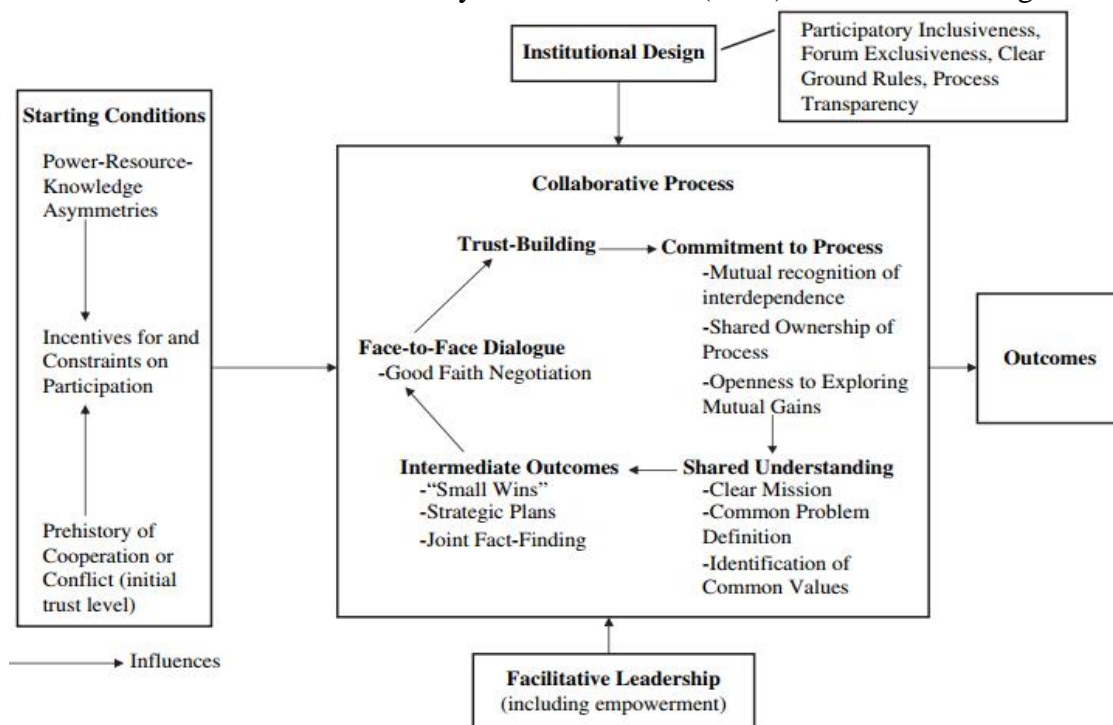 Institutional Design
Participatory Inclusiveness,
Forum Exclusiveness, Clear
Ground Rules, Process
Transparency
Starting Conditions
Power-Resource-
Knowledge
Asymmetries
Incentives for and
Constraints on
Participation
Prehistory of
Cooperation or
Conflict (initial
trust level)
Influences
Collaborative Process
Trust-Building
Commitment to Process
-Mutual recognition of
interdependence
-Shared Ownership of
Process
-Openness to Exploring
Mutual Gains
Face-to-Face Dialogue
-Good Faith Negotiation
Intermediate Outcomes
-“Small Wins”
-Strategic Plans
-Joint Fact-Finding
Shared Understanding
-Clear Mission
-Common Problem
Definition
-Identification of
Common Values
Outcomes
Facilitative Leadership
(including empowerment)